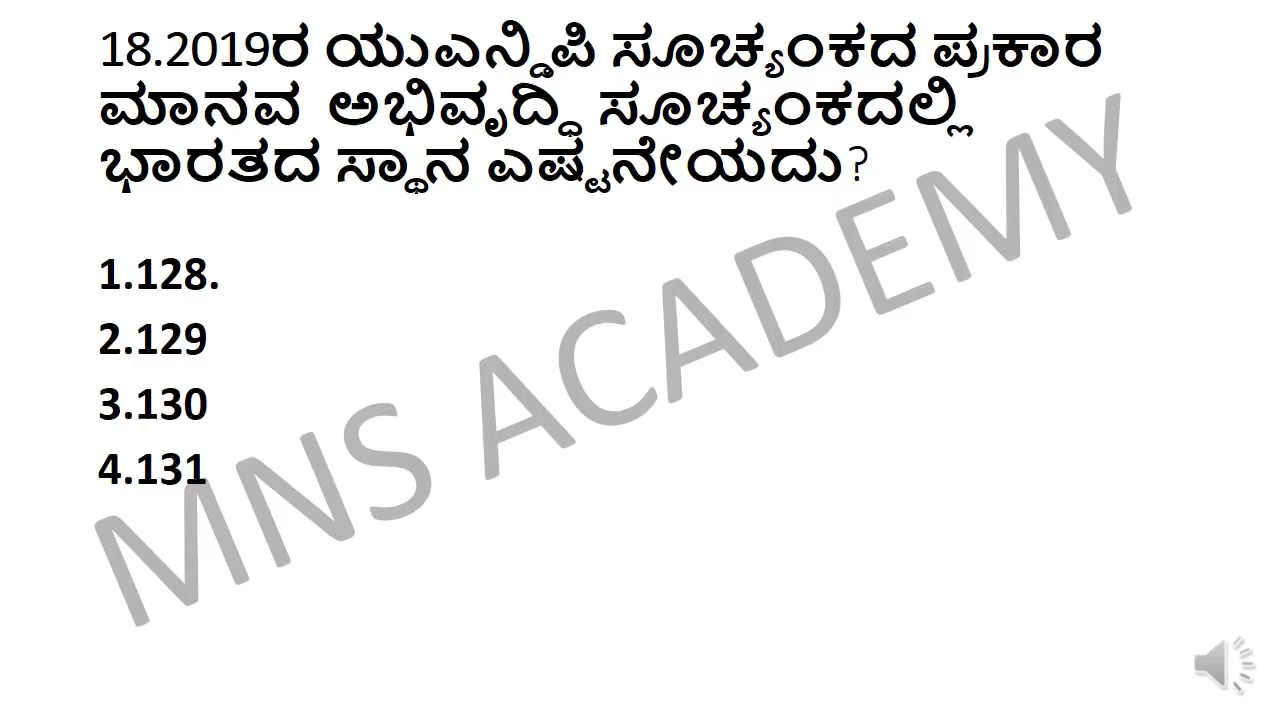 18.2019ರ ಯುಎನ್ಡಿಪಿ ಸೂಚ್ಯಂಕದ ಪ್ರಕಾರ
ಮಾನವ ಅಭಿವೃದ್ಧಿ ಸೂಚ್ಯಂಕದಲ್ಲಿ
ಭಾರತದ ಸ್ಥಾನ ಎಷ್ಟನೇಯದು?
1.128.
2.129
3.130
4.131
MNS ACADEMY